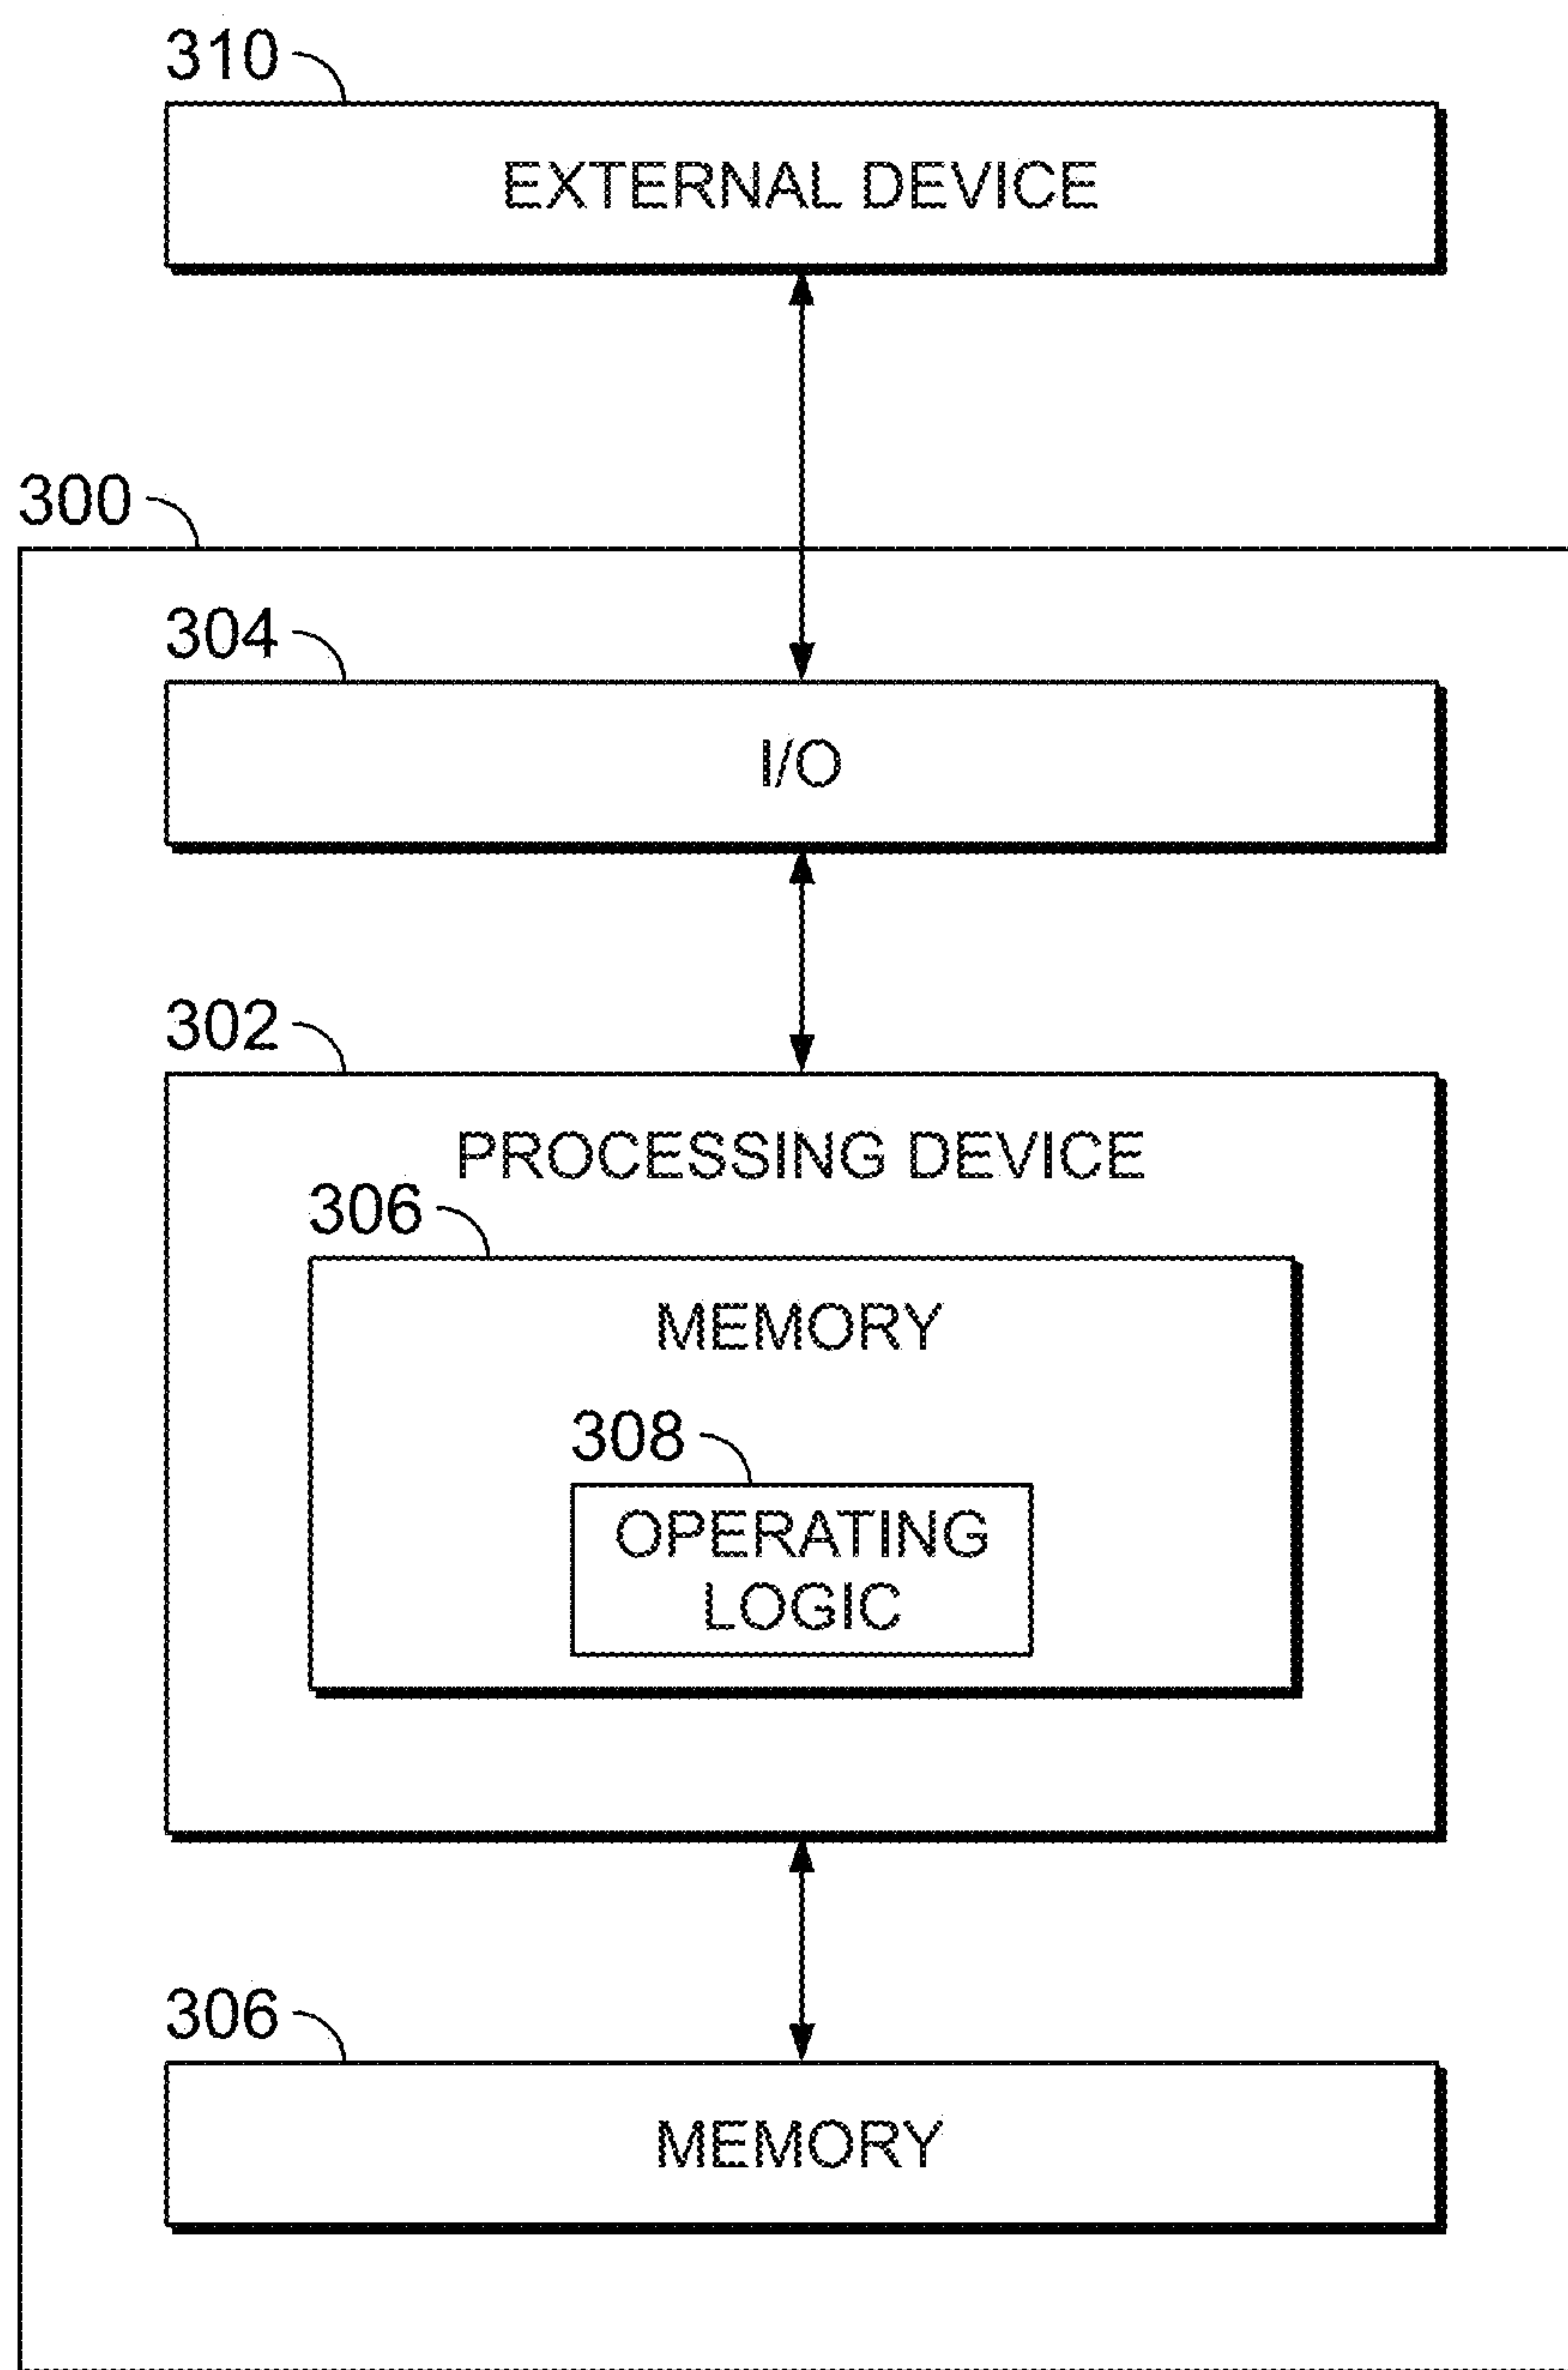 310
EXTERNAL DEVICE
300
304
I/O
302
PROCESSING DEVICE
306
MEMORY
308
OPERATING
LOGIC
306
MEMORY